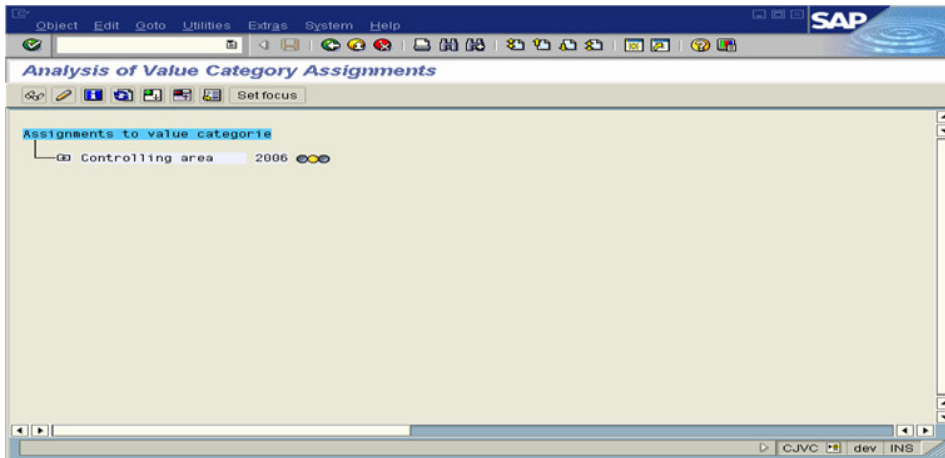 Object Edit Goto Utilities Extras System Help
SAP
Analysis of Value Category Assignments
Set focus
Assignments to value categorie
Controlling area 2006
CJVC dev INS